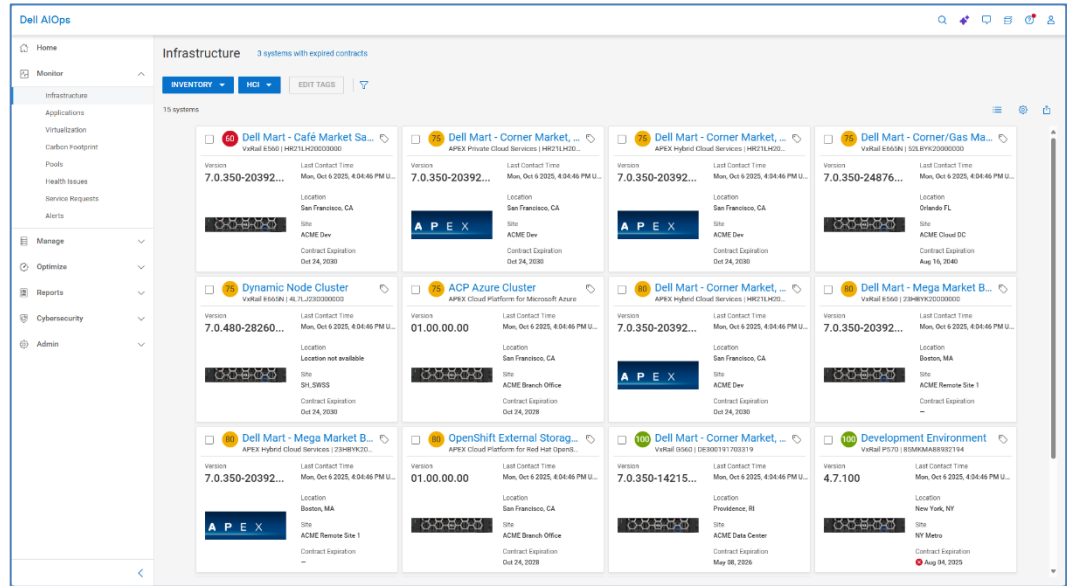 Dell AIOps
Home
Monitor
Infrastructure
Applications
Virtualization
Carbon Footprint
Pools
Health Issues
Service Requests
Alerts
Manage
Optimize
Reports
Cybersecurity
Admin
Infrastructure 3 systems with expired contracts
INVENTORY HCI EDIT TAGS
15 systems
60 Dell Mart - Café Market Sa...
VxRail E560 | HR21LH20003000
Version
7.0.350-20392...
Last Contact Time
Mon, Oct 6 2025, 4:04:46 PM U...
Location
San Francisco, CA
Site
ACME Dev
Contract Expiration
Oct 24, 2030
75 Dell Mart - Corner Market, ...
APEX Private Cloud Services | HR21LH20...
Version
7.0.350-20392...
Last Contact Time
Mon, Oct 6 2025, 4:04:46 PM U...
APEX
Location
San Francisco, CA
Site
ACME Dev
Contract Expiration
Oct 24, 2030
75 Dell Mart - Corner Market, ...
APEX Hybrid Cloud Services | HR21LH20...
Version
7.0.350-20392...
Last Contact Time
Mon, Oct 6 2025, 4:04:46 PM U...
APEX
Location
San Francisco, CA
Site
ACME Dev
Contract Expiration
Oct 24, 2030
75 Dell Mart - Corner/Gas Ma...
VxRail E665N | 52LBYK20000000
Version
7.0.350-24876...
Last Contact Time
Mon, Oct 6 2025, 4:04:46 PM U...
Location
Orlando FL
Site
ACME Cloud DC
Contract Expiration
Aug 16, 2040
75 Dynamic Node Cluster
VxRail E665N | 4L7LJ230000000
Version
7.0.480-28260...
Last Contact Time
Mon, Oct 6 2025, 4:04:46 PM U...
Location
Location not available
Site
SH_SWSS
Contract Expiration
Oct 24, 2030
75 ACP Azure Cluster
APEX Cloud Platform for Microsoft Azure
Version
01.00.00.00
Last Contact Time
Mon, Oct 6 2025, 4:04:46 PM U...
Location
San Francisco, CA
Site
ACME Branch Office
Contract Expiration
Oct 24, 2028
80 Dell Mart - Corner Market, ...
APEX Hybrid Cloud Services | HR21LH20...
Version
7.0.350-20392...
Last Contact Time
Mon, Oct 6 2025, 4:04:46 PM U...
APEX
Location
San Francisco, CA
Site
ACME Dev
Contract Expiration
Oct 24, 2030
80 Dell Mart - Mega Market B...
VxRail E560 | 23HBYK20000000
Version
7.0.350-20392...
Last Contact Time
Mon, Oct 6 2025, 4:04:46 PM U...
Location
Boston, MA
Site
ACME Remote Site 1
Contract Expiration
–
80 Dell Mart - Mega Market B...
APEX Hybrid Cloud Services | 23HBYK20...
Version
7.0.350-20392...
Last Contact Time
Mon, Oct 6 2025, 4:04:46 PM U...
APEX
Location
Boston, MA
Site
ACME Remote Site 1
Contract Expiration
–
80 OpenShift External Storag...
APEX Cloud Platform for Red Hat OpenS...
Version
01.00.00.00
Last Contact Time
Mon, Oct 6 2025, 4:04:46 PM U...
Location
San Francisco, CA
Site
ACME Branch Office
Contract Expiration
Oct 24, 2028
100 Dell Mart - Corner Market, ...
VxRail G560 | DE300191703319
Version
7.0.350-14215...
Last Contact Time
Mon, Oct 6 2025, 4:04:46 PM U...
Location
Providence, RI
Site
ACME Data Center
Contract Expiration
May 08, 2026
100 Development Environment
VxRail P570 | 85MKMA88932194
Version
4.7.100
Last Contact Time
Mon, Oct 6 2025, 4:04:46 PM U...
Location
New York, NY
Site
NY Metro
Contract Expiration
Aug 04, 2025